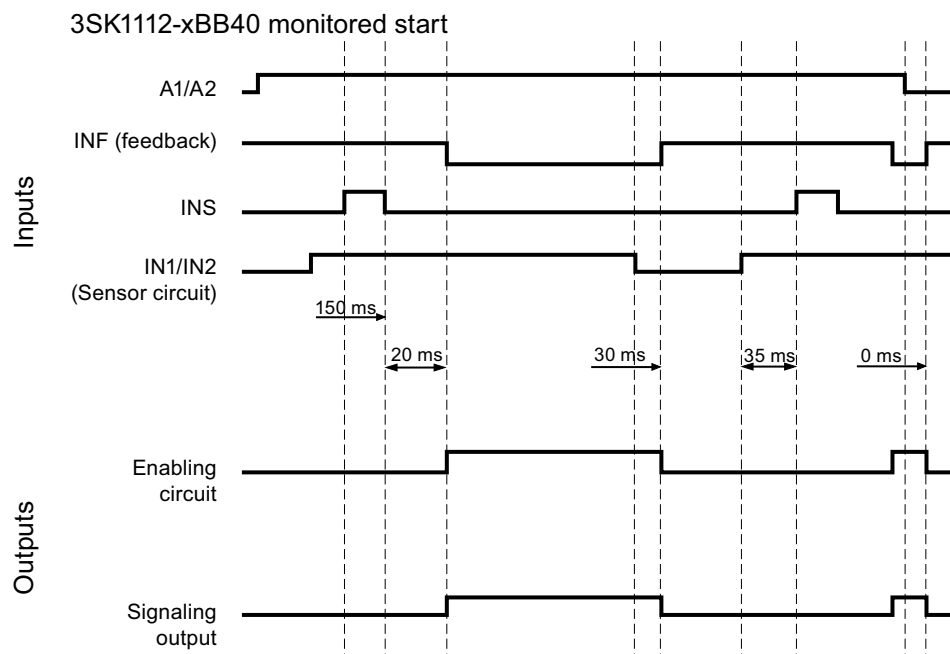 3SK1112-xBB40 monitored start
Inputs
A1/A2
INF (feedback)
INS
IN1/IN2
(Sensor circuit)
150 ms
20 ms
30 ms
35 ms
0 ms
Outputs
Enabling
circuit
Signaling
output